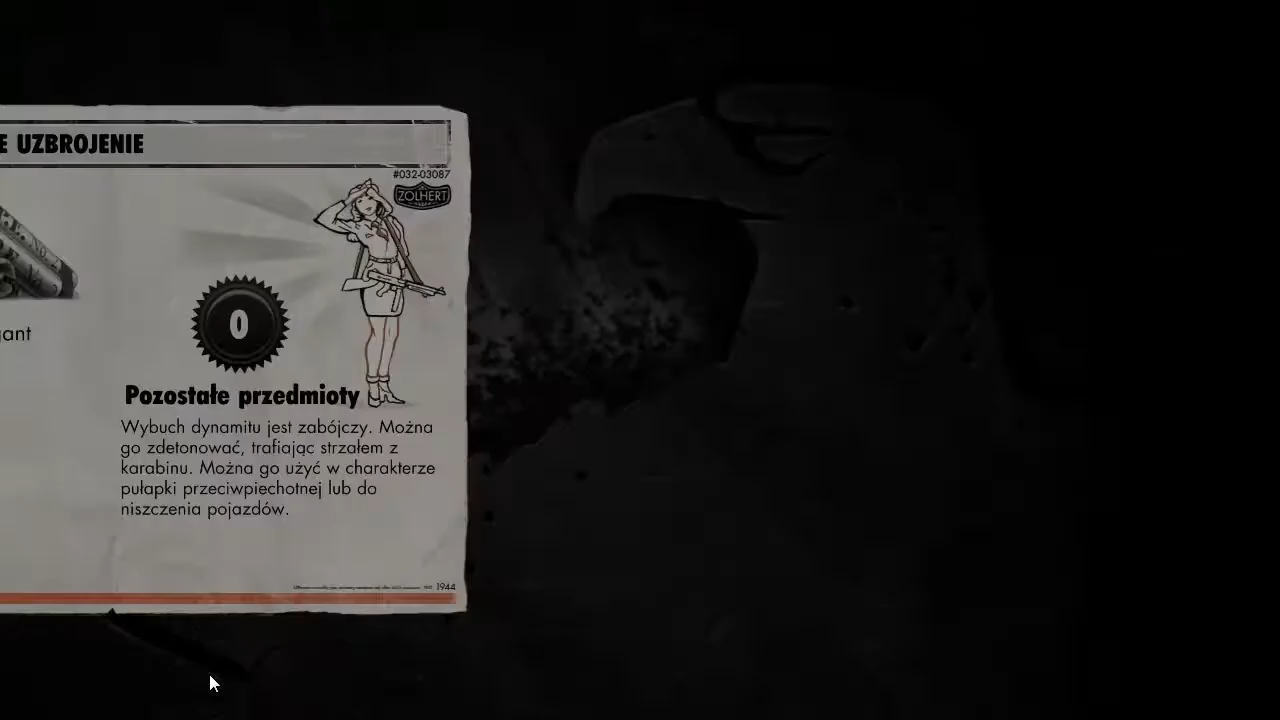 E UZBROJENIE
#032-03087
ZOLHERT
0
jant
Pozostałe przedmioty
Wybuch dynamitu jest zabójczy. Można
go zdetonować, trafiając strzałem z
karabinu. Można go użyć w charakterze
pułapki przeciwpiechotnej lub do
niszczenia pojazdów.
1944